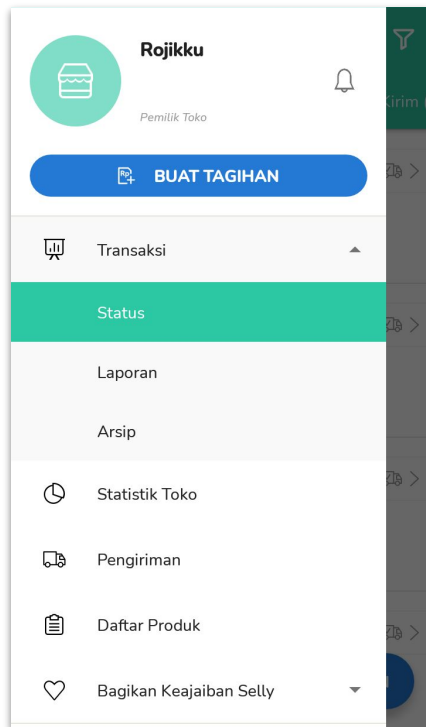 Rojikku
Pemilik Toko
BUAT TAGIHAN
Transaksi
Status
Laporan
Arsip
Statistik Toko
Pengiriman
Daftar Produk
Bagikan Keajaiban Selly